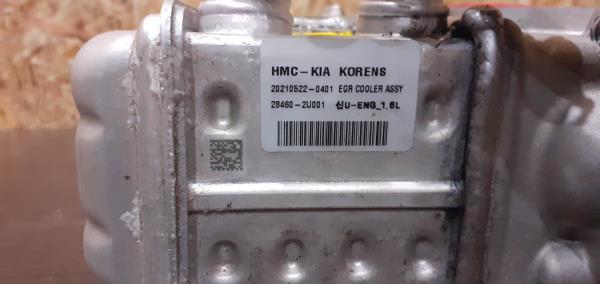 HMC-KIA KORENS
20210522-0401 EGR COOLER ASSY
28460-2U001 신U-ENG_1.6L